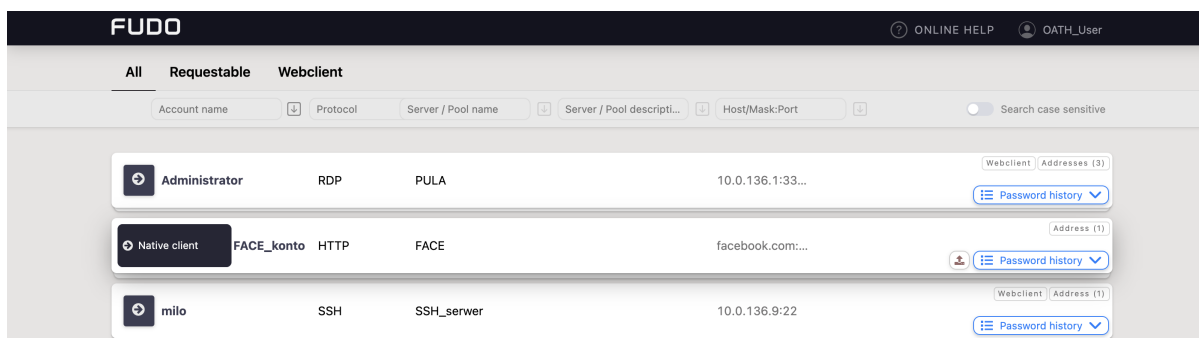 FUDO ONLINE HELP OATH_User
All Requestable Webclient
Account name Protocol Server / Pool name Server / Pool descripti... Host/Mask:Port Search case sensitive
Webclient Addresses (3)
Administrator RDP PULA 10.0.136.1:33...
Password history
Address (1)
Native client FACE_konto HTTP FACE facebook.com:...
Password history
Webclient Address (1)
milo SSH SSH_serwer 10.0.136.9:22
Password history